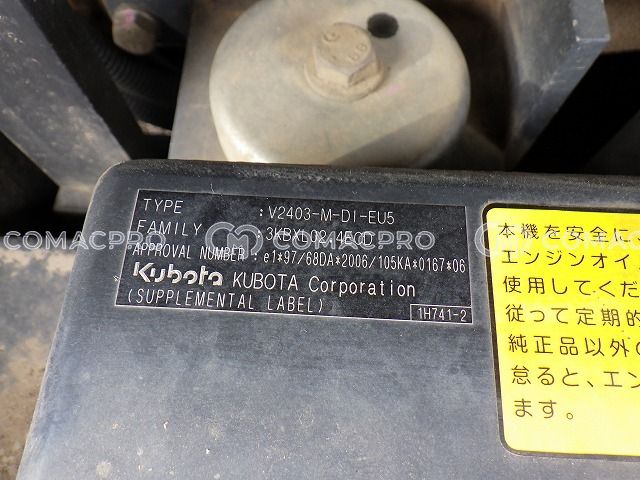 TYPE : V2403-M-DI-EU5
FAMILY : 3KBXL02.4ECD
APPROVAL NUMBER : e1*97/68DA*2006/105KA*0167*06
Kubota KUBOTA Corporation
(SUPPLEMENTAL LABEL)
1H741-2
本機を安全に
エンジンオイ
使用してくだ
従って定期的
純正品以外の
怠ると、エン
ます。
COMACPRO
COMACPRO
COMACPRO